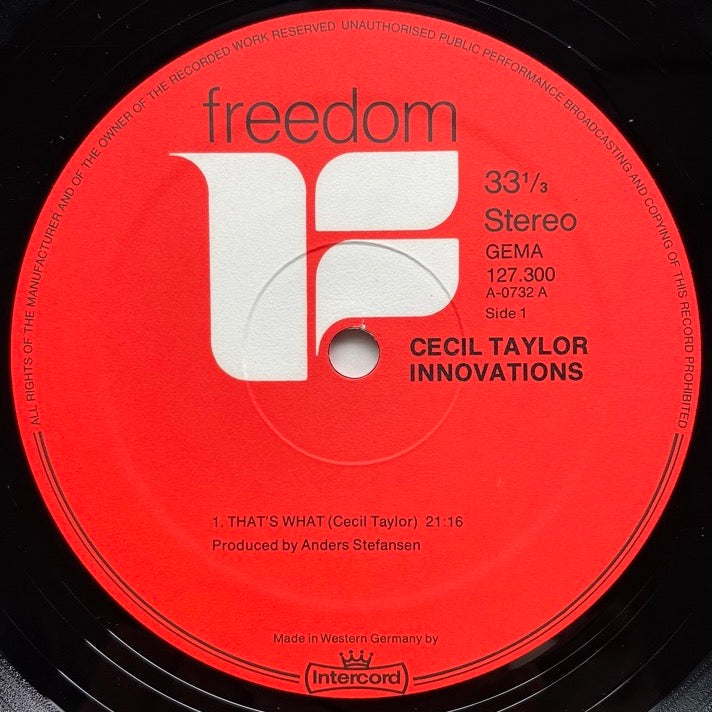 ALL RIGHTS OF THE MANUFACTURER AND OF THE OWNER OF THE RECORDED WORK RESERVED UNAUTHORISED PUBLIC PERFORMANCE BROADCASTING AND COPYING OF THIS RECORD PROHIBITED
freedom
33 1/3
Stereo
GEMA
127.300
A-0732 A
Side 1
CECIL TAYLOR
INNOVATIONS
1. THAT'S WHAT (Cecil Taylor) 21:16
Produced by Anders Stefansen
Made in Western Germany by
Intercord